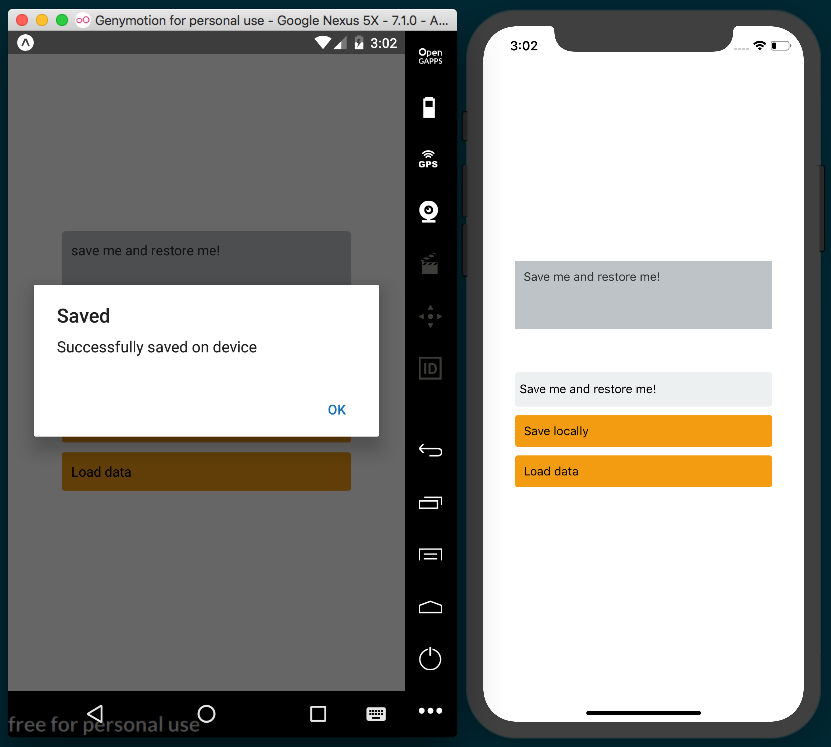 Genymotion for personal use - Google Nexus 5X - 7.1.0 - A...
3:02
Open
GAPPS
GPS
save me and restore me!
Saved
Successfully saved on device
OK
Load data
ID
free for personal use
3:02
Save me and restore me!
Save me and restore me!
Save locally
Load data